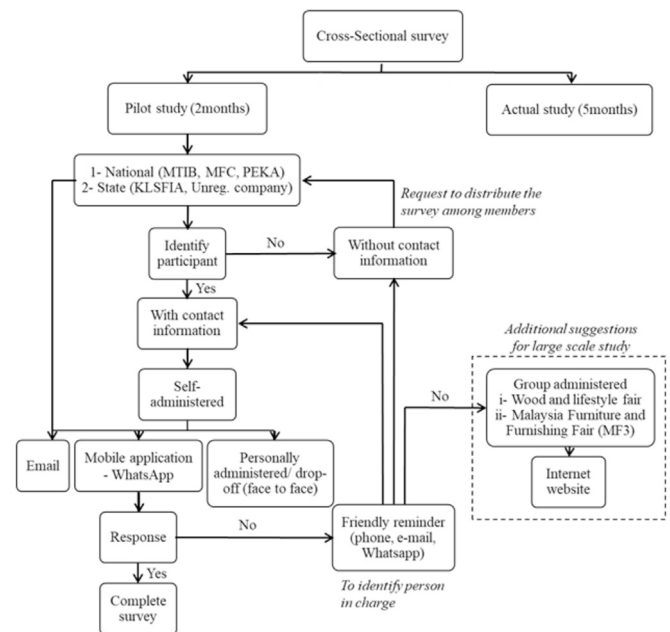 Cross-Sectional survey
Pilot study (2months)
Actual study (5months)
1- National (MTIB, MFC, PEKA)
2- State (KLSFIA, Unreg. company)
Request to distribute the
survey among members
Identify
participant
No
Without contact
information
Yes
With contact
information
Additional suggestions
for large scale study
Self-
administered
No
Group administered
i- Wood and lifestyle fair
ii- Malaysia Furniture and
Furnishing Fair (MF3)
Email
Mobile application
- WhatsApp
Personally
administered/ drop-
off (face to face)
Internet
website
Response
No
Friendly reminder
(phone, e-mail,
Whatsapp)
Yes
To identify person
in charge
Complete
survey